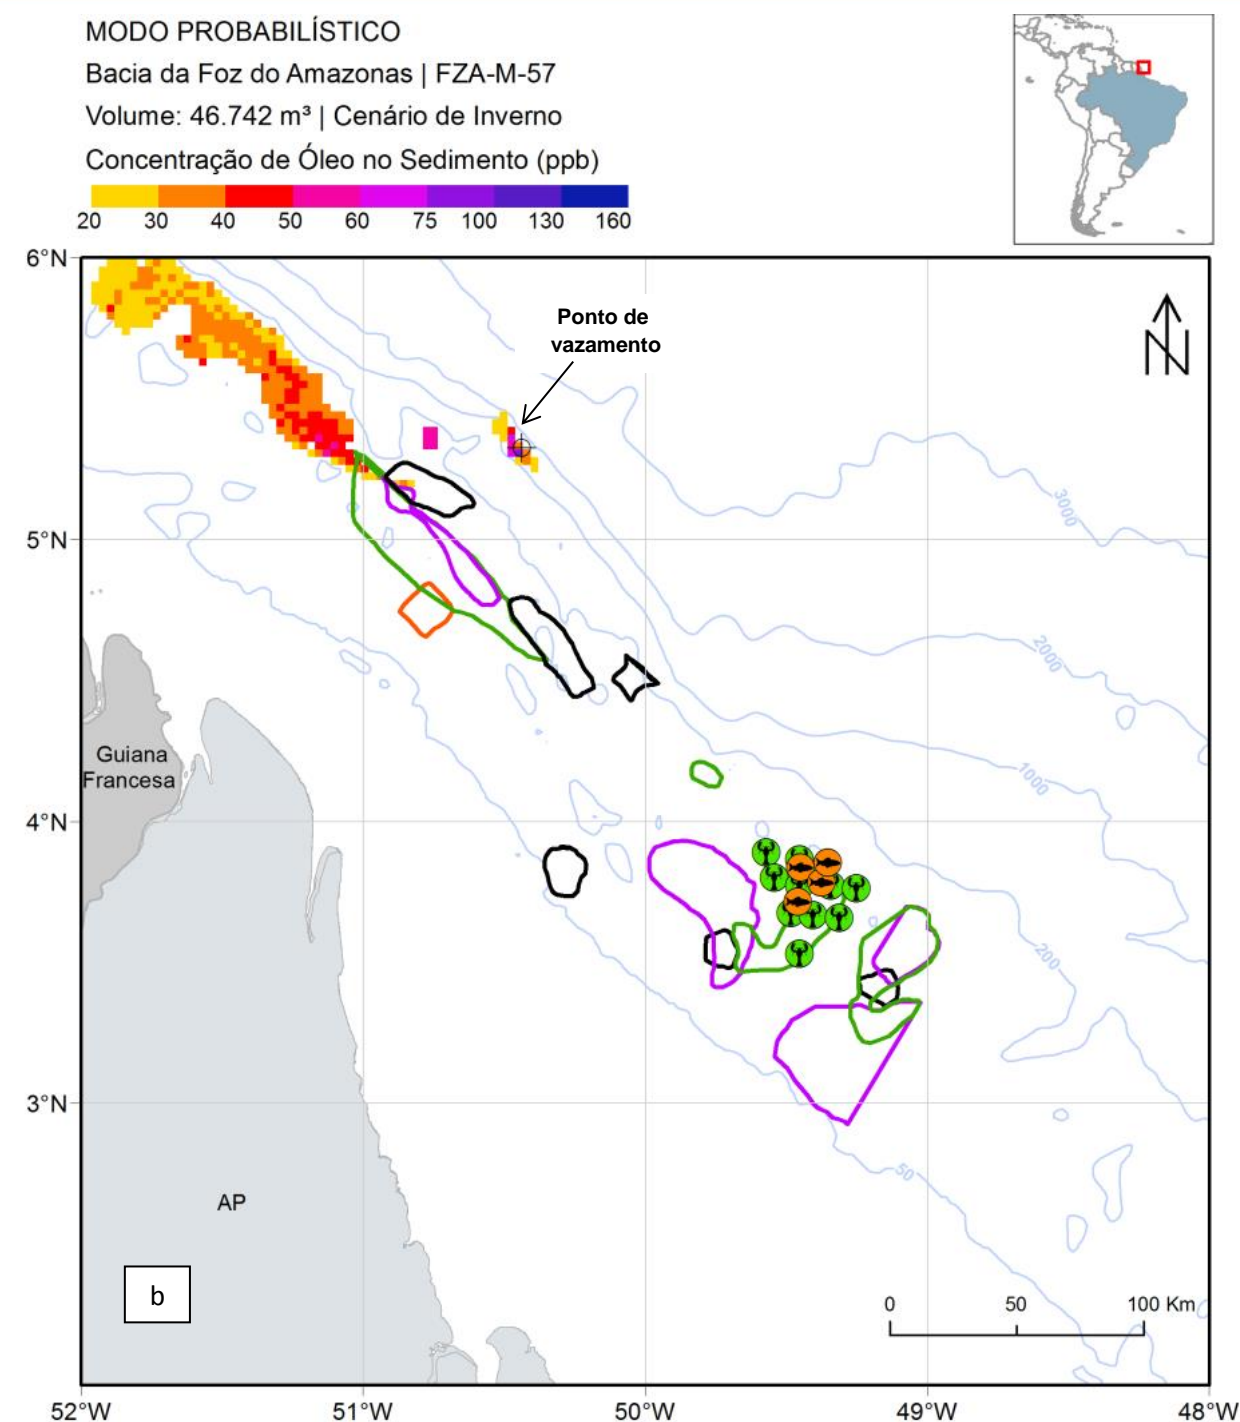 MODO PROBABILÍSTICO
Bacia da Foz do Amazonas | FZA-M-57
Volume: 46.742 m³ | Cenário de Inverno
Concentração de Óleo no Sedimento (ppb)
20 30 40 50 60 75 100 130 160
6°N
Ponto de
vazamento
3000
5°N
2000
Guiana
Francesa
1000
4°N
200
3°N
50
AP
b
0 50 100 Km
N
52°W 51°W 50°W 49°W 48°W